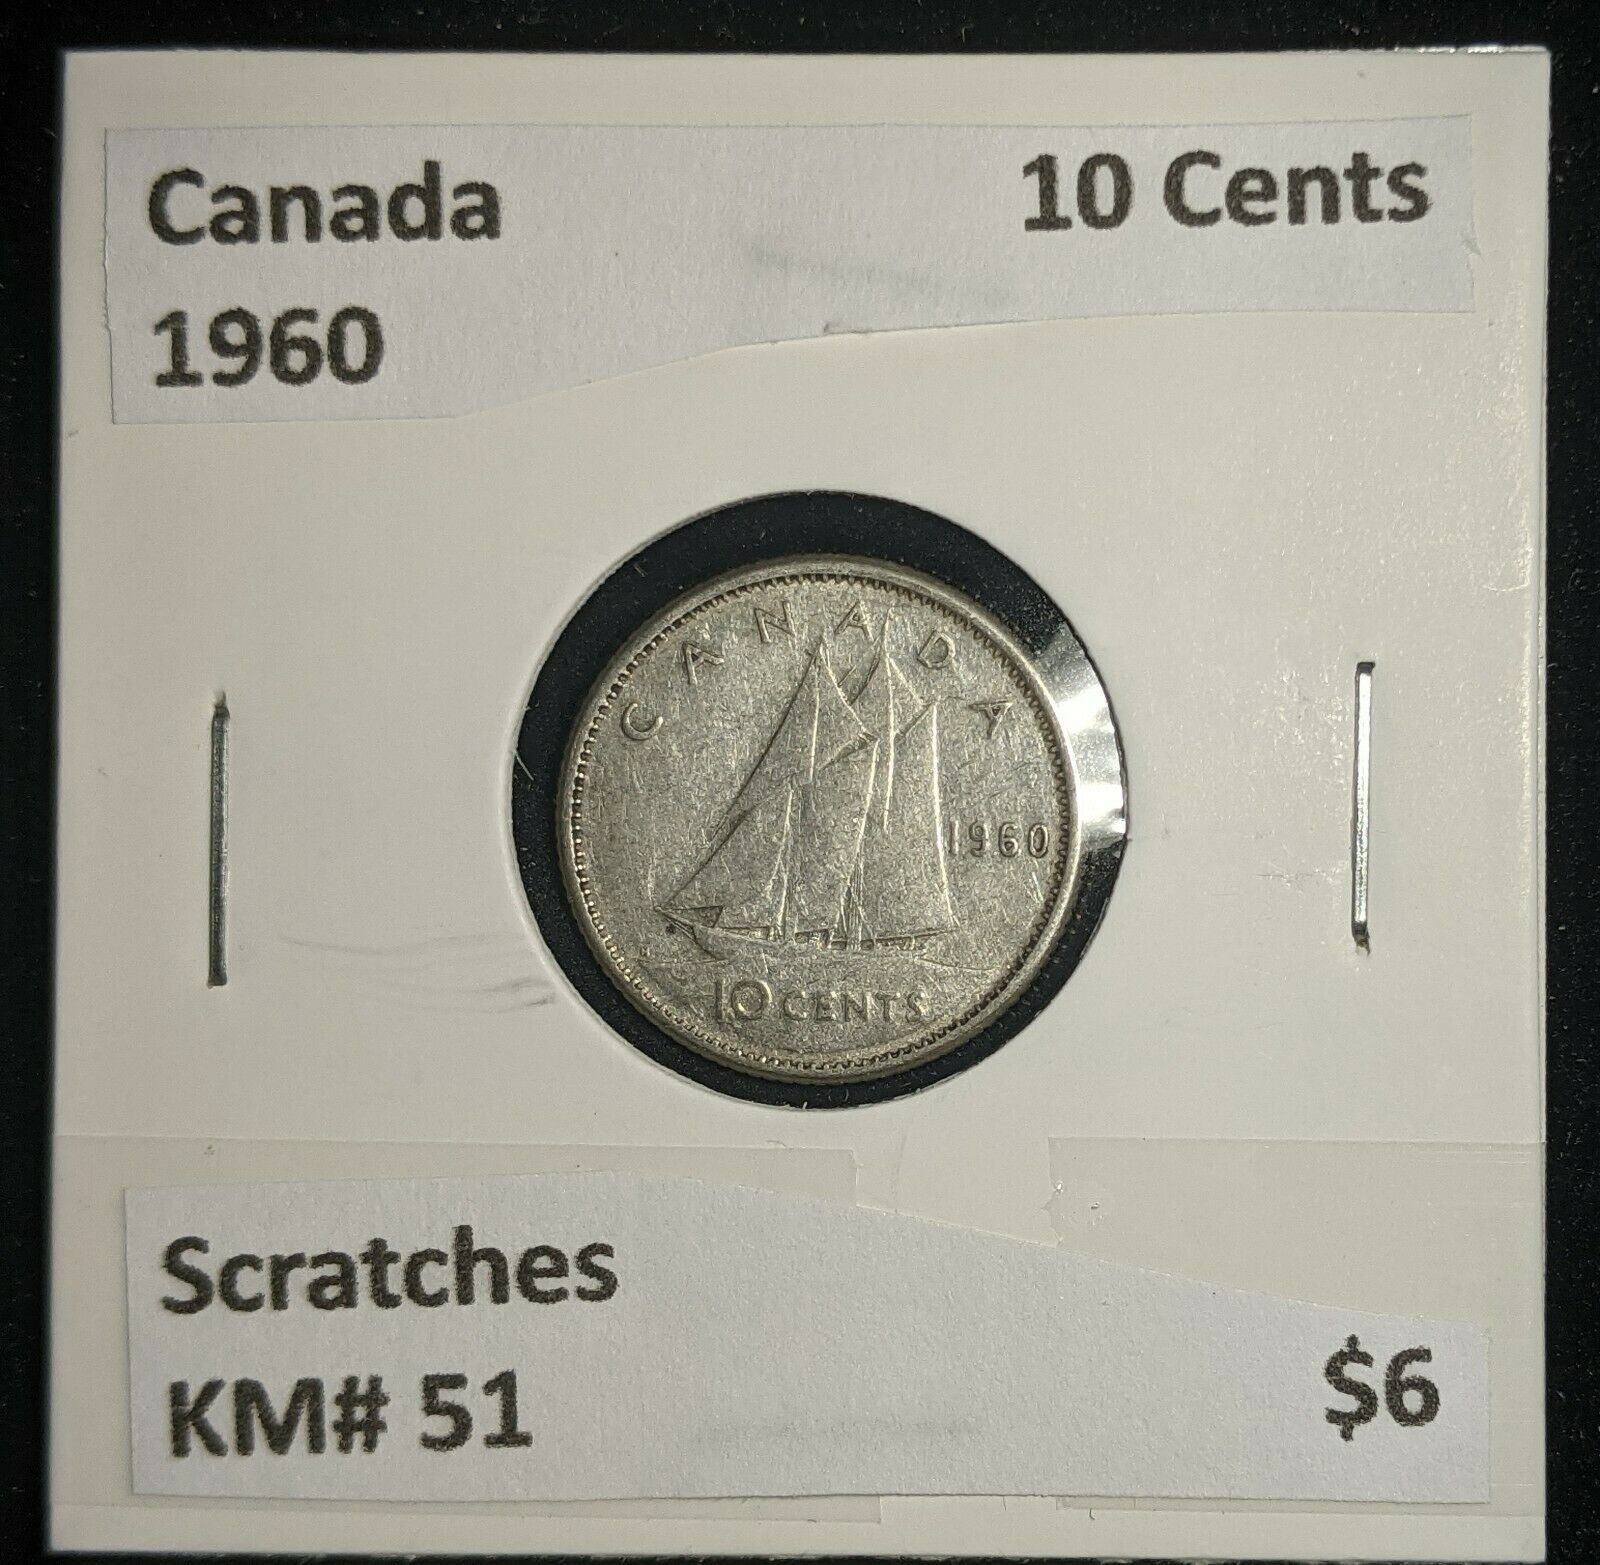 Canada 10 Cents
1960
CANADA
1960
10 CENTS
Scratches
KM# 51 $6